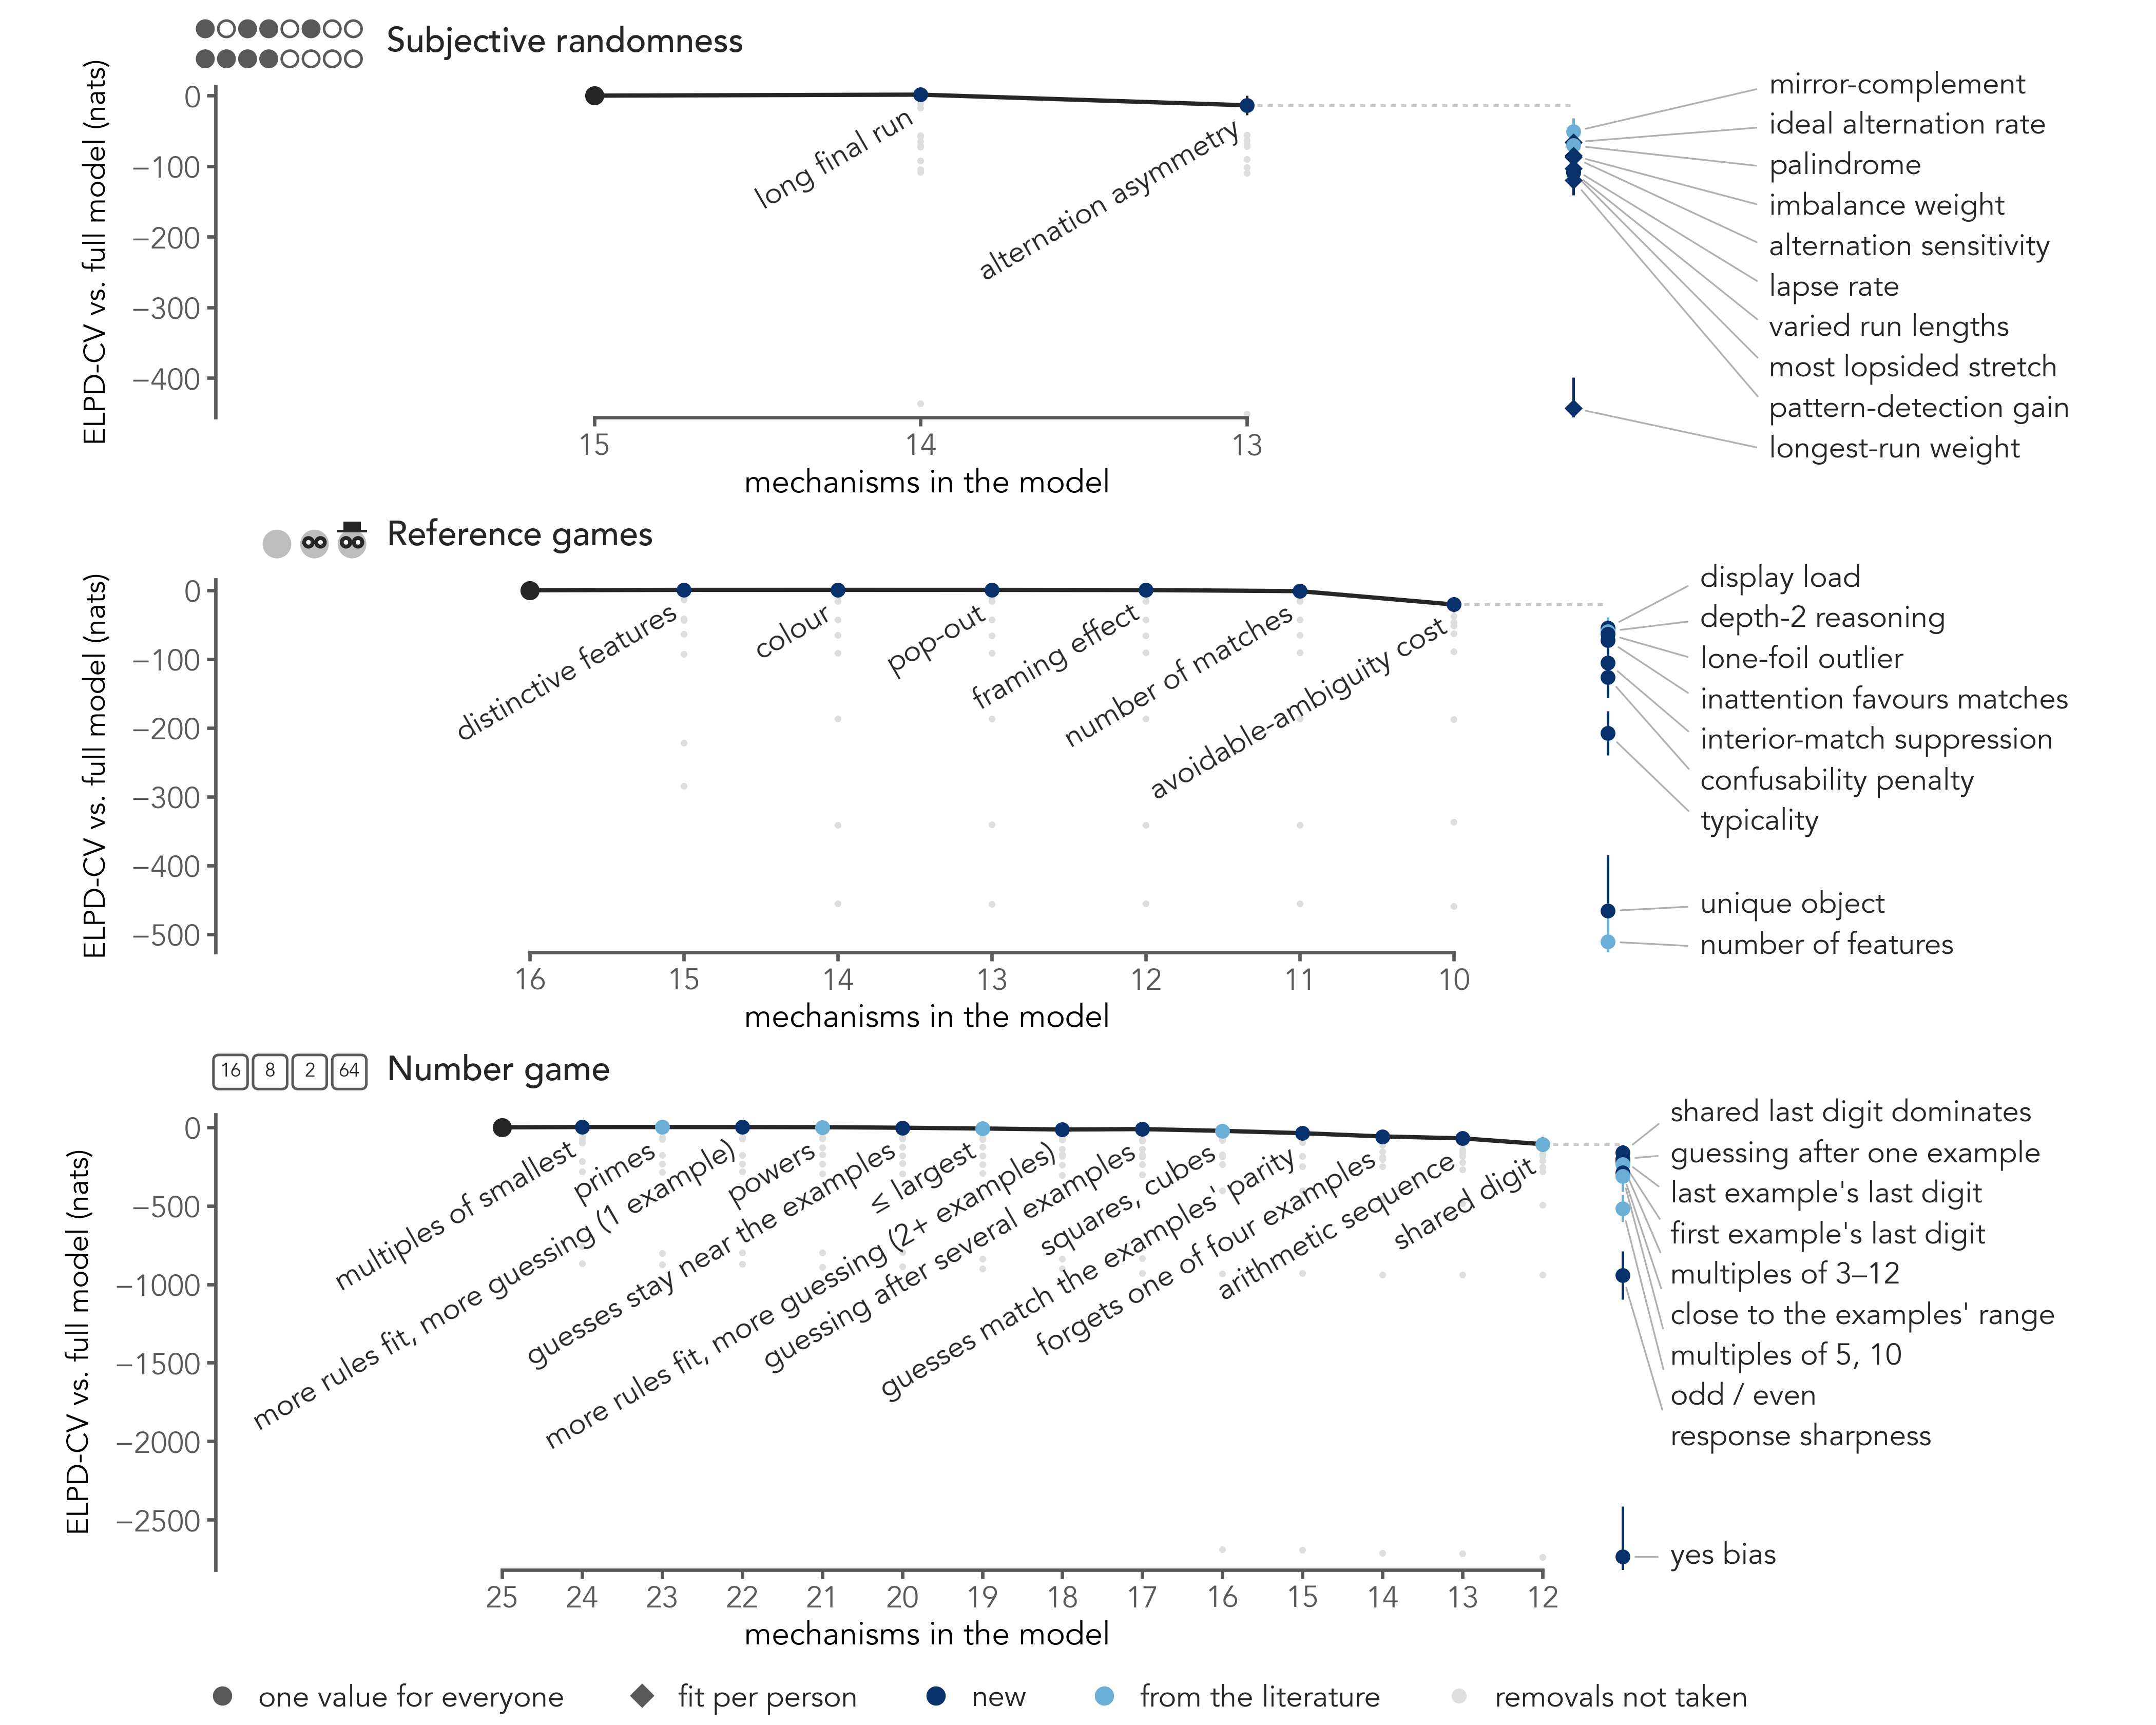 Subjective randomness
ELPD-CV vs. full model (nats)
0
−100
−200
−300
−400
long final run
alternation asymmetry
15
14
13
mechanisms in the model
mirror-complement
ideal alternation rate
palindrome
imbalance weight
alternation sensitivity
lapse rate
varied run lengths
most lopsided stretch
pattern-detection gain
longest-run weight
Reference games
ELPD-CV vs. full model (nats)
0
−100
−200
−300
−400
−500
distinctive features
colour
pop-out
framing effect
number of matches
avoidable-ambiguity cost
16
15
14
13
12
11
10
mechanisms in the model
display load
depth-2 reasoning
lone-foil outlier
inattention favours matches
interior-match suppression
confusability penalty
typicality
unique object
number of features
16 8 2 64
Number game
ELPD-CV vs. full model (nats)
0
−500
−1000
−1500
−2000
−2500
multiples of smallest
primes
more rules fit, more guessing (1 example)
powers
guesses stay near the examples
≤ largest
more rules fit, more guessing (2+ examples)
guessing after several examples
squares, cubes
guesses match the examples' parity
forgets one of four examples
arithmetic sequence
shared digit
25
24
23
22
21
20
19
18
17
16
15
14
13
12
mechanisms in the model
shared last digit dominates
guessing after one example
last example's last digit
first example's last digit
multiples of 3–12
close to the examples' range
multiples of 5, 10
odd / even
response sharpness
yes bias
one value for everyone
fit per person
new
from the literature
removals not taken